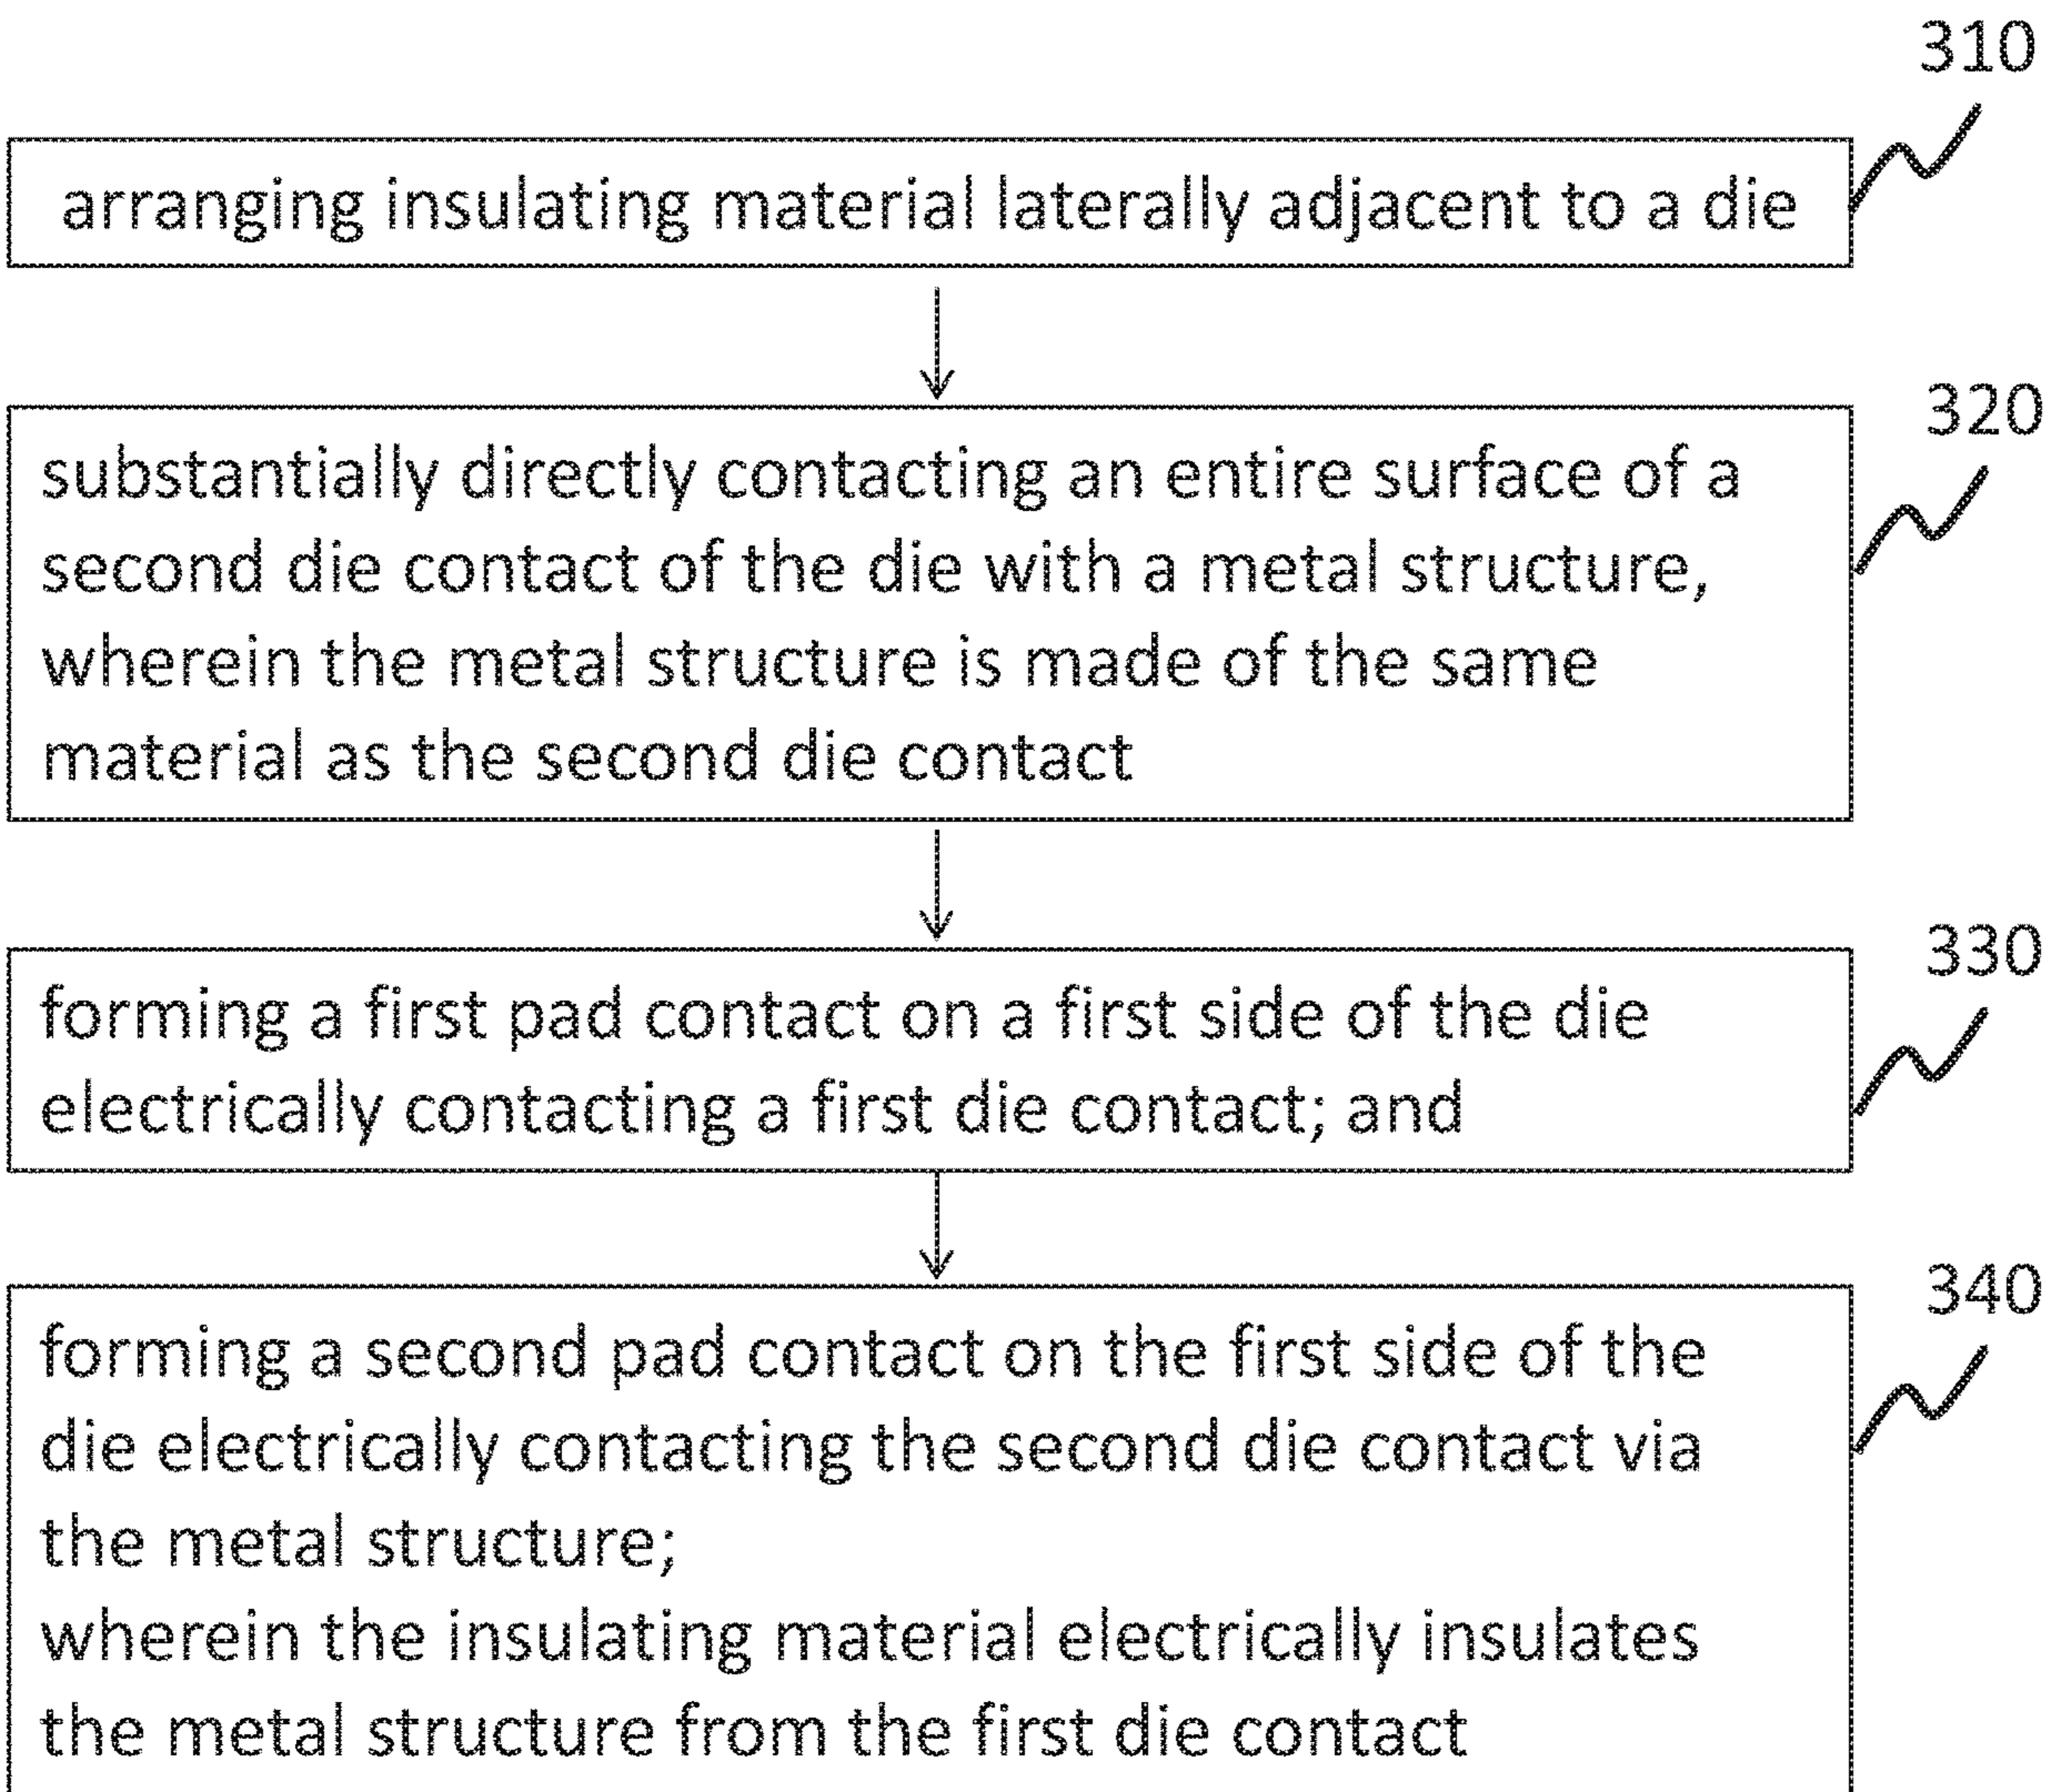 310
arranging insulating material laterally adjacent to a die
320
substantially directly contacting an entire surface of a
second die contact of the die with a metal structure,
wherein the metal structure is made of the same
material as the second die contact
330
forming a first pad contact on a first side of the die
electrically contacting a first die contact; and
340
forming a second pad contact on the first side of the
die electrically contacting the second die contact via
the metal structure;
wherein the insulating material electrically insulates
the metal structure from the first die contact